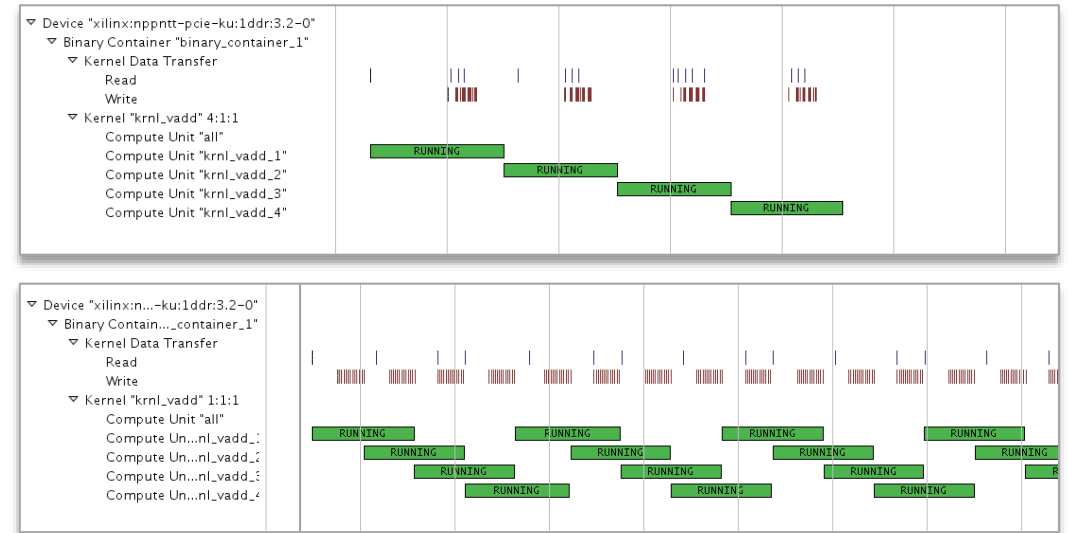 Device "xilinx:nppntt-pcie-ku:1ddr:3.2-0"
Binary Container "binary_container_1"
Kernel Data Transfer
Read
Write
Kernel "krnl_vadd" 4:1:1
Compute Unit "all"
Compute Unit "krnl_vadd_1" RUNNING
Compute Unit "krnl_vadd_2" RUNNING
Compute Unit "krnl_vadd_3" RUNNING
Compute Unit "krnl_vadd_4" RUNNING
Device "xilinx:n...-ku:1ddr:3.2-0"
Binary Contain..._container_1"
Kernel Data Transfer
Read
Write
Kernel "krnl_vadd" 1:1:1
Compute Unit "all"
Compute Un...nl_vadd_1 RUNNING RUNNING RUNNING RUNNING
Compute Un...nl_vadd_2 RUNNING RUNNING RUNNING RUNNING
Compute Un...nl_vadd_3 RUNNING RUNNING RUNNING R
Compute Un...nl_vadd_4 RUNNING RUNNING RUNNING